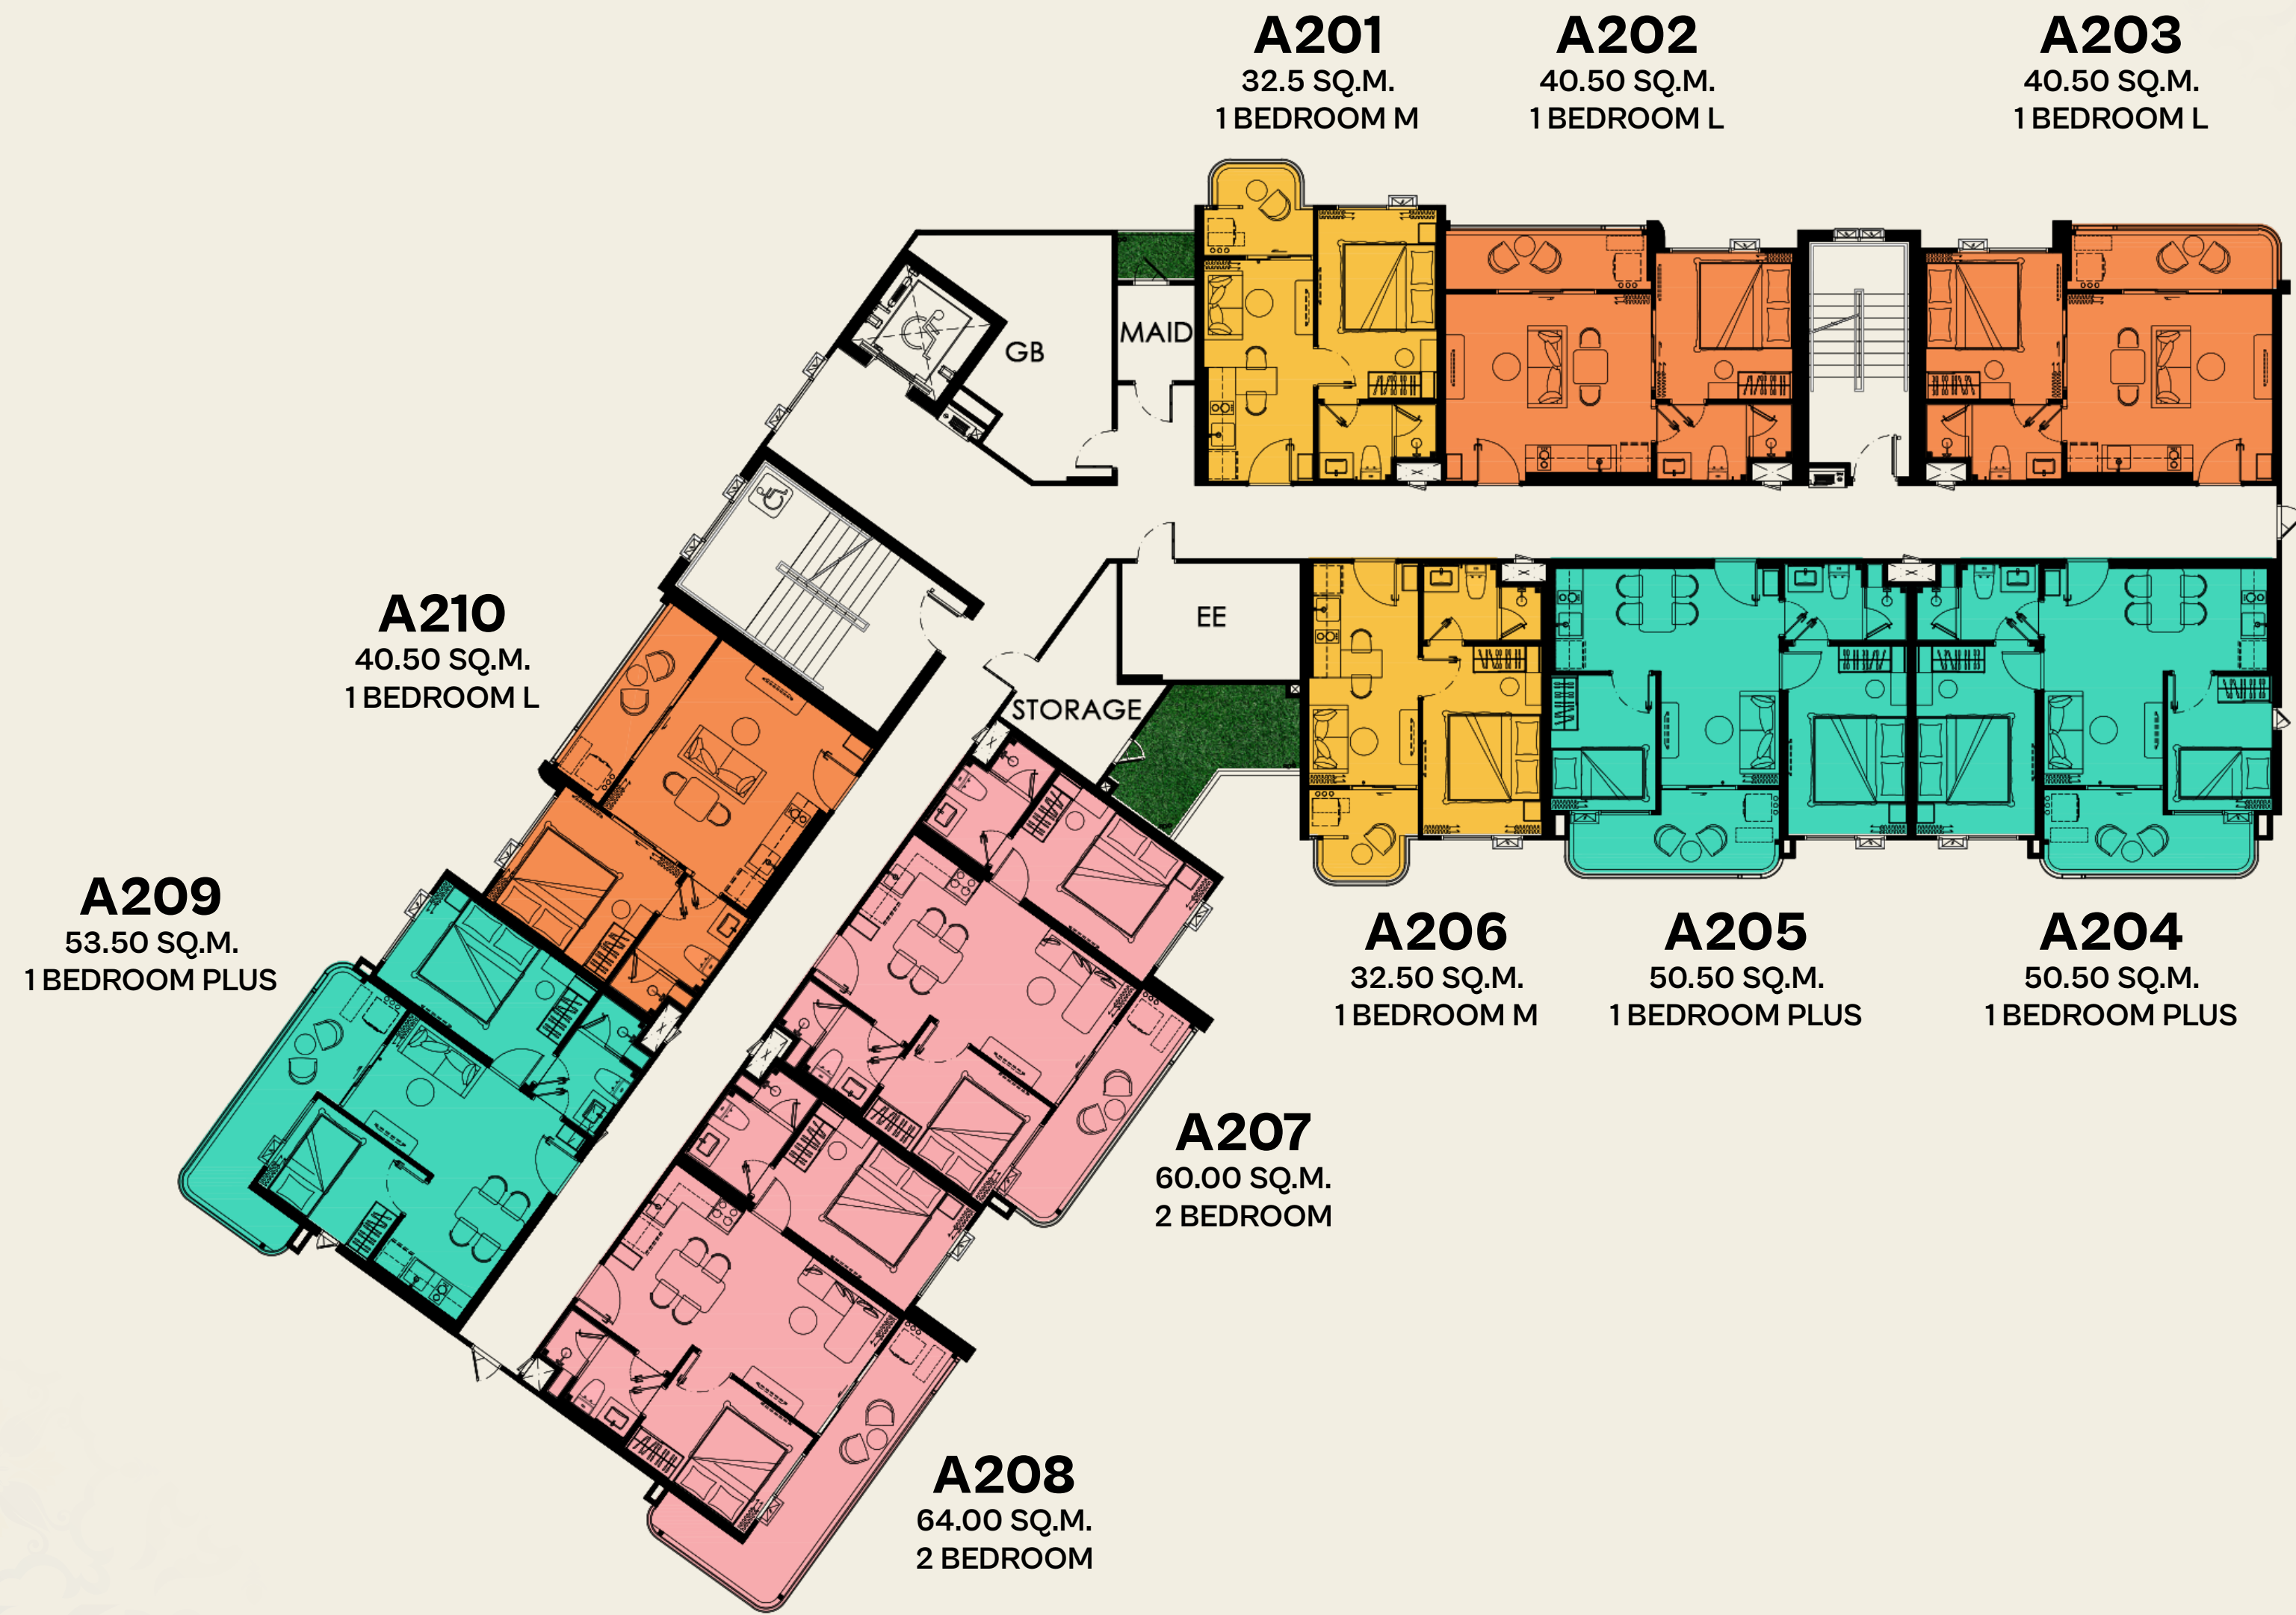 A201
32.5 SQ.M.
1 BEDROOM M
A202
40.50 SQ.M.
1 BEDROOM L
A203
40.50 SQ.M.
1 BEDROOM L
GB
MAID
EE
STORAGE
A210
40.50 SQ.M.
1 BEDROOM L
A209
53.50 SQ.M.
1 BEDROOM PLUS
A206
32.50 SQ.M.
1 BEDROOM M
A205
50.50 SQ.M.
1 BEDROOM PLUS
A204
50.50 SQ.M.
1 BEDROOM PLUS
A207
60.00 SQ.M.
2 BEDROOM
A208
64.00 SQ.M.
2 BEDROOM